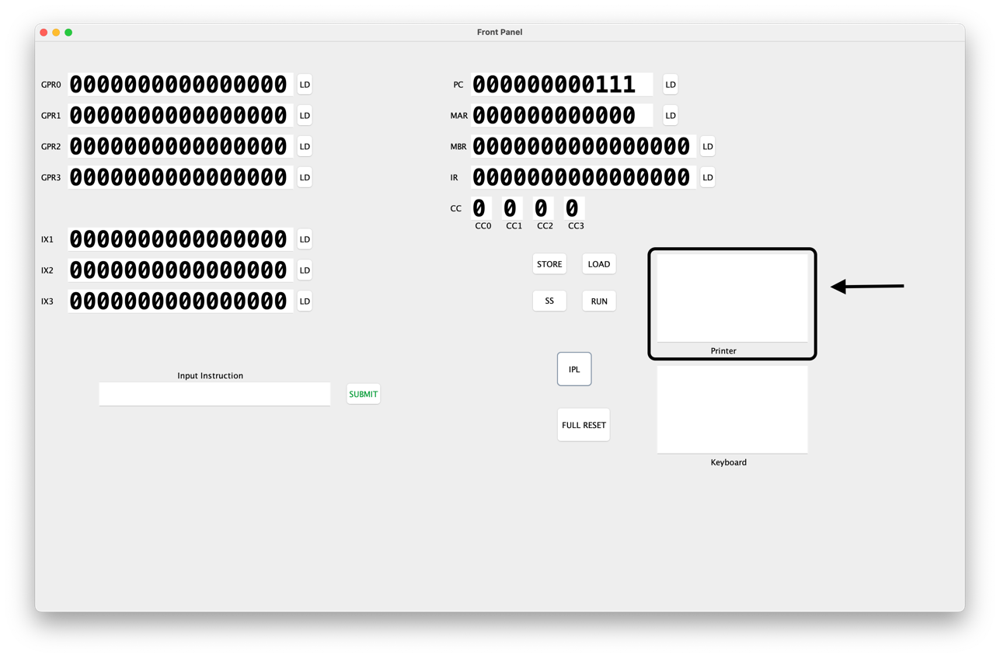 Front Panel
GPR0 0000000000000000 LD
GPR1 0000000000000000 LD
GPR2 0000000000000000 LD
GPR3 0000000000000000 LD
IX1 0000000000000000 LD
IX2 0000000000000000 LD
IX3 0000000000000000 LD
Input Instruction
SUBMIT
PC 000000000111 LD
MAR 000000000000 LD
MBR 0000000000000000 LD
IR 0000000000000000 LD
CC 0 0 0 0
CC0 CC1 CC2 CC3
STORE LOAD
SS RUN
IPL
FULL RESET
Printer
Keyboard